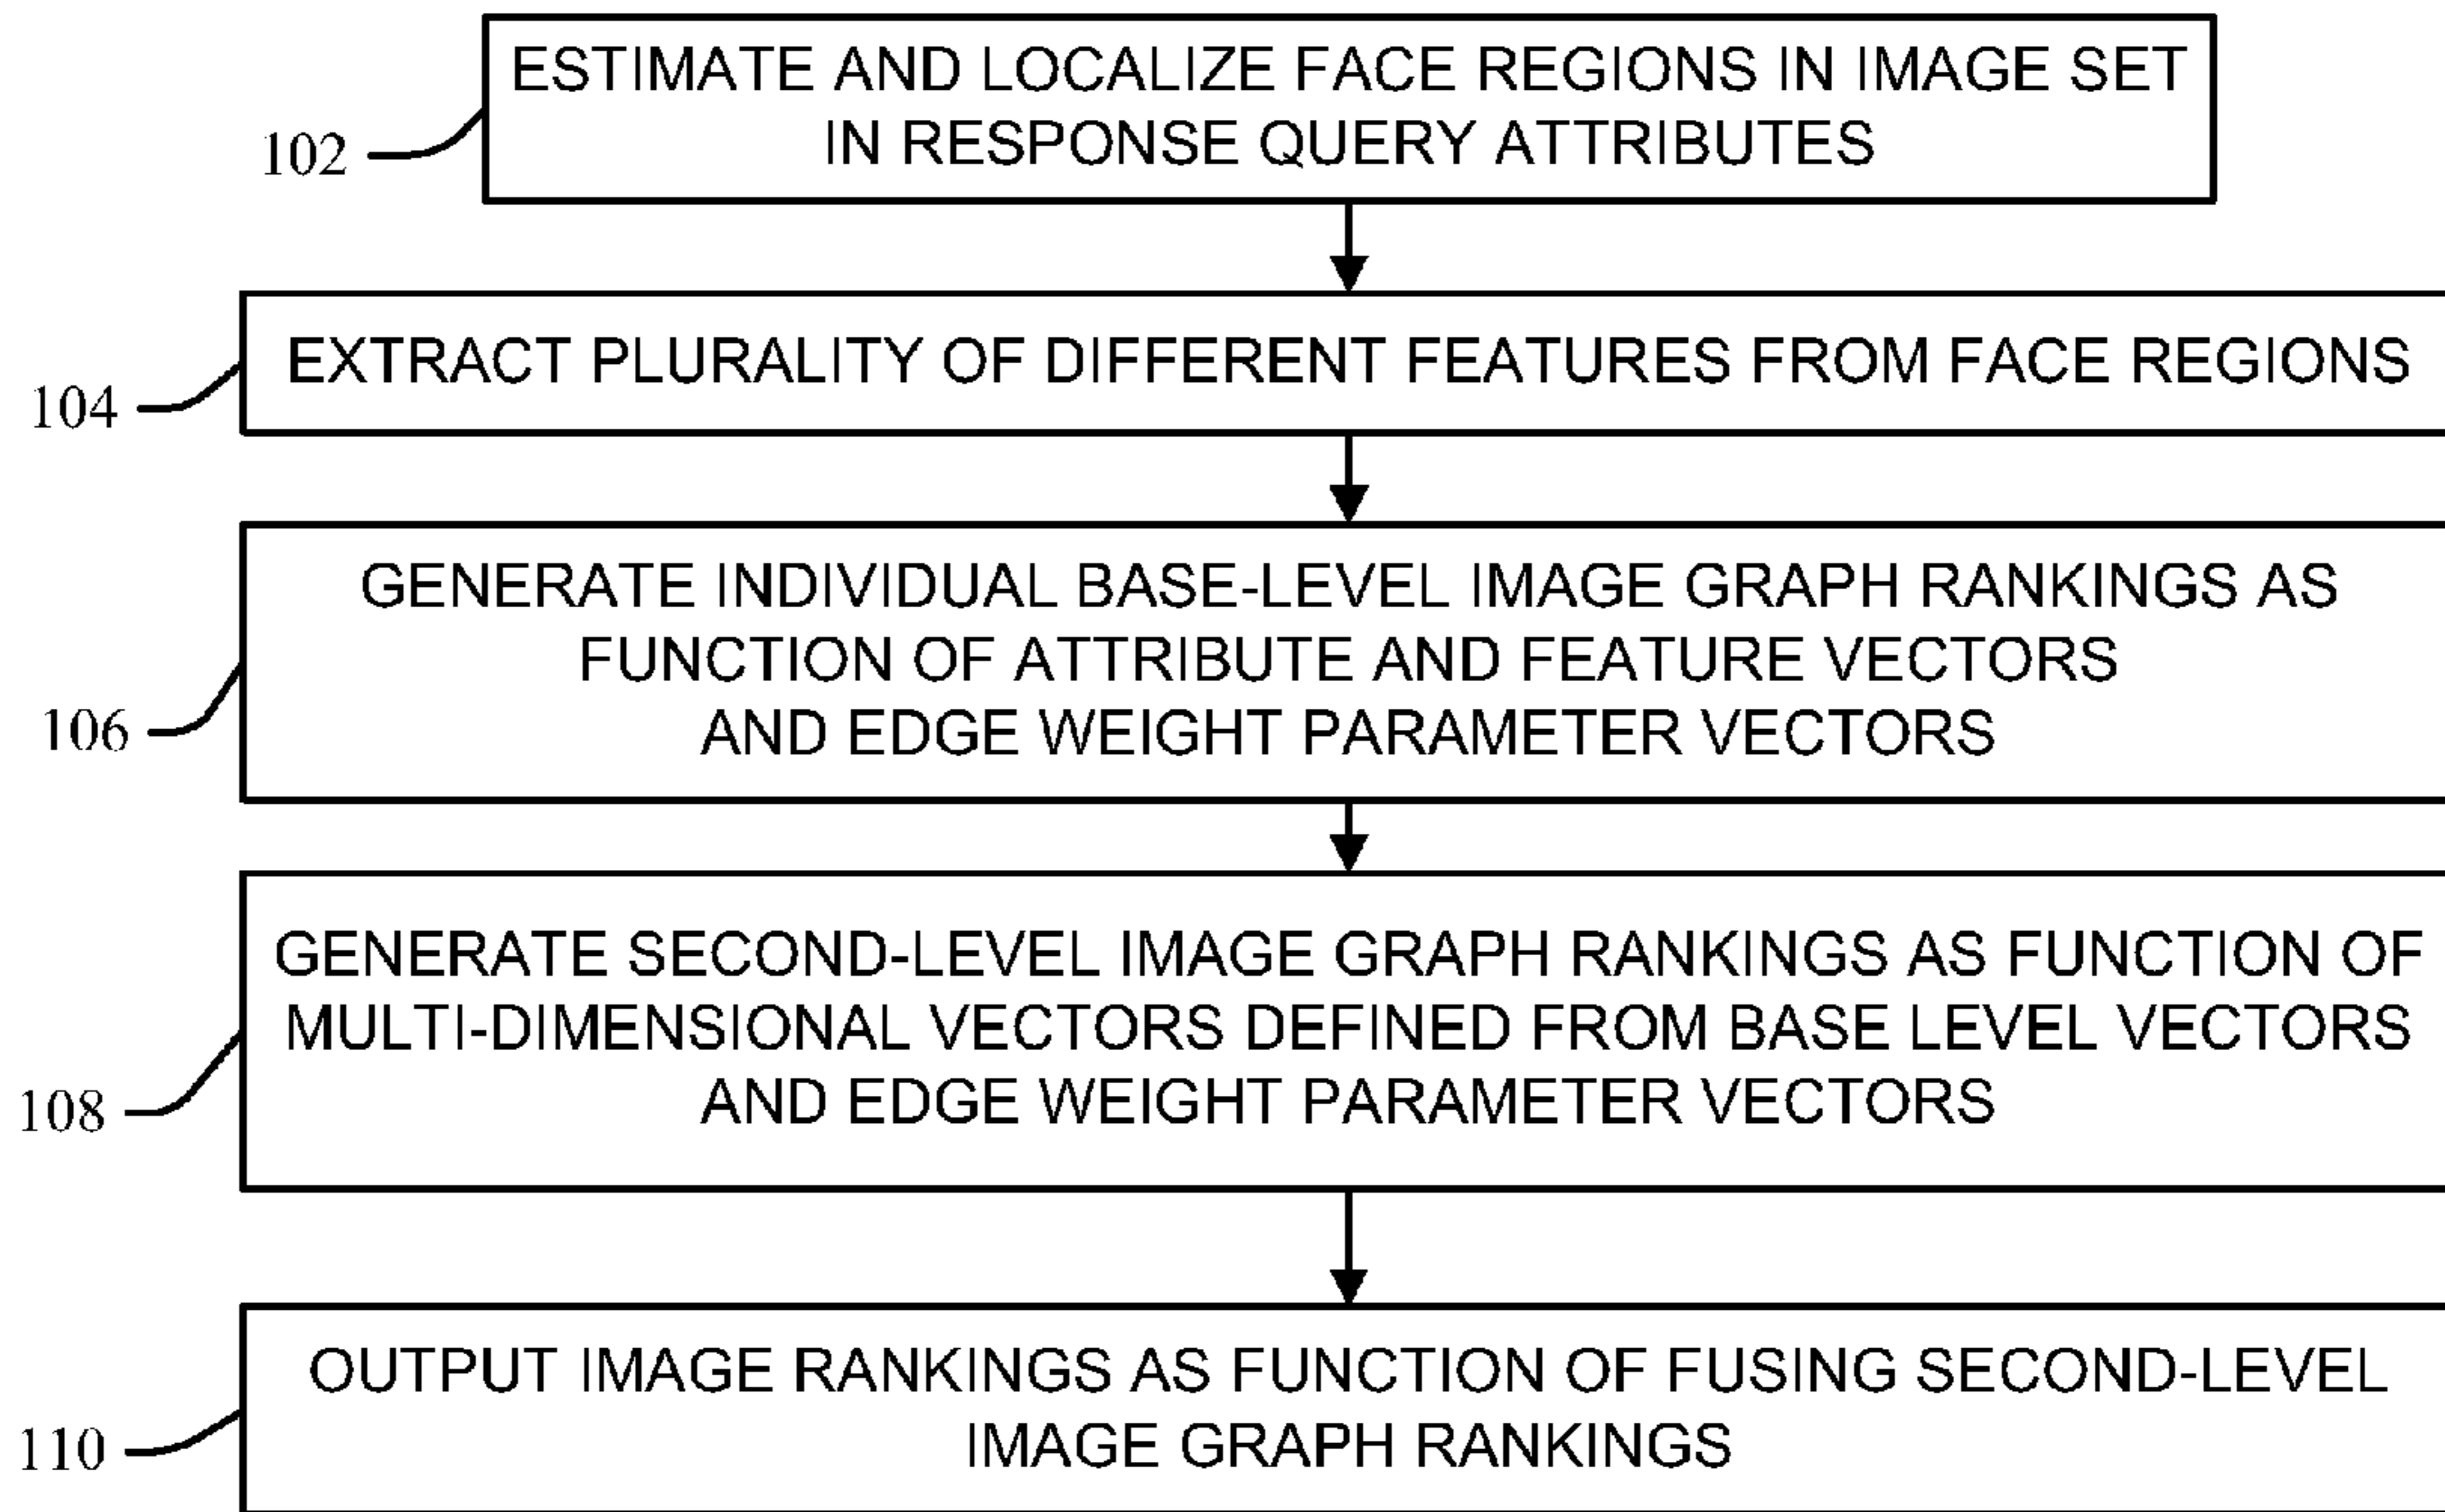 ESTIMATE AND LOCALIZE FACE REGIONS IN IMAGE SET
IN RESPONSE QUERY ATTRIBUTES
102
EXTRACT PLURALITY OF DIFFERENT FEATURES FROM FACE REGIONS
104
GENERATE INDIVIDUAL BASE-LEVEL IMAGE GRAPH RANKINGS AS
FUNCTION OF ATTRIBUTE AND FEATURE VECTORS
AND EDGE WEIGHT PARAMETER VECTORS
106
GENERATE SECOND-LEVEL IMAGE GRAPH RANKINGS AS FUNCTION OF
MULTI-DIMENSIONAL VECTORS DEFINED FROM BASE LEVEL VECTORS
AND EDGE WEIGHT PARAMETER VECTORS
108
OUTPUT IMAGE RANKINGS AS FUNCTION OF FUSING SECOND-LEVEL
IMAGE GRAPH RANKINGS
110